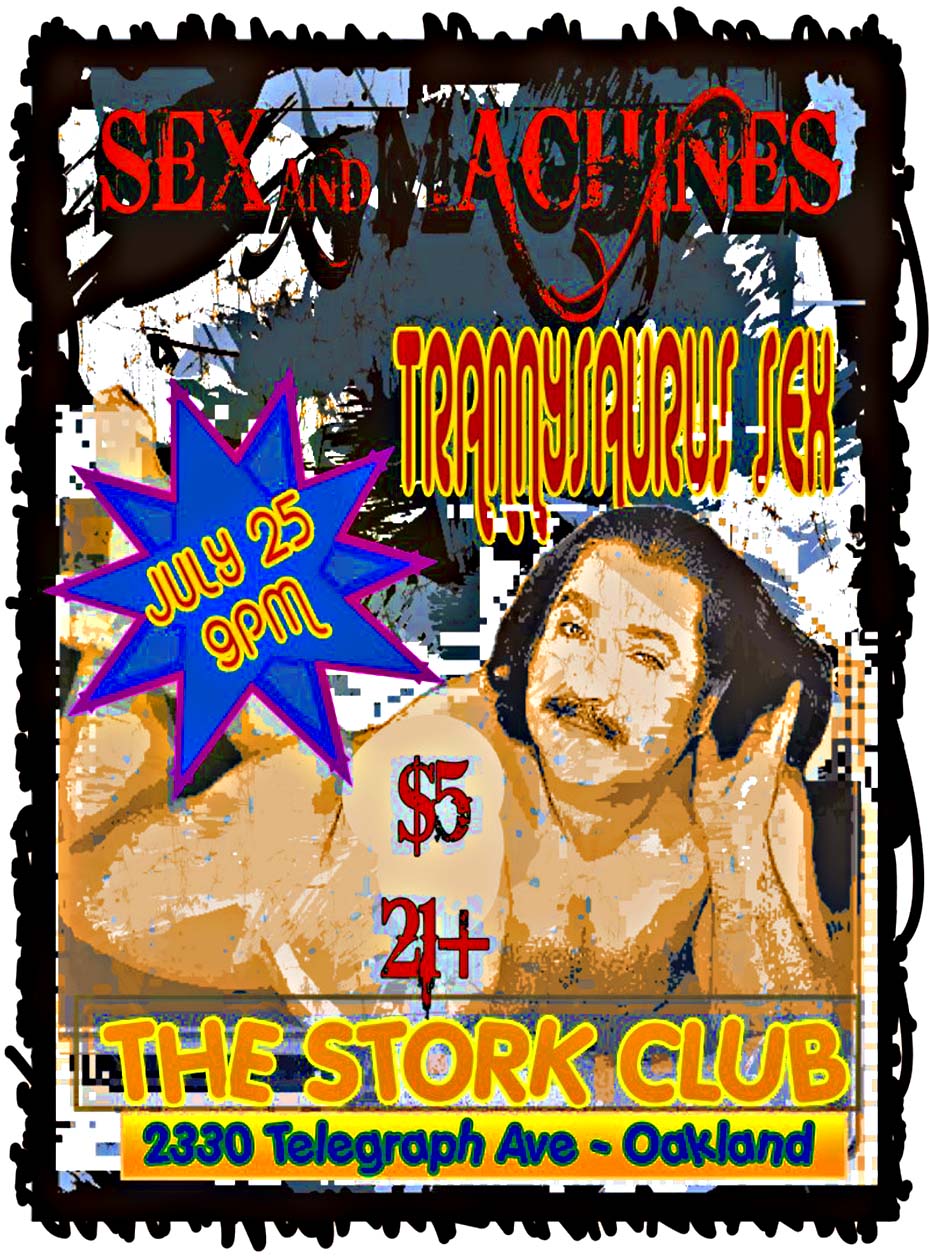 SEX AND MACHINES
TRANNYSAURUS SEX
JULY 25
9PM
$5
21+
THE STORK CLUB
2330 Telegraph Ave - Oakland